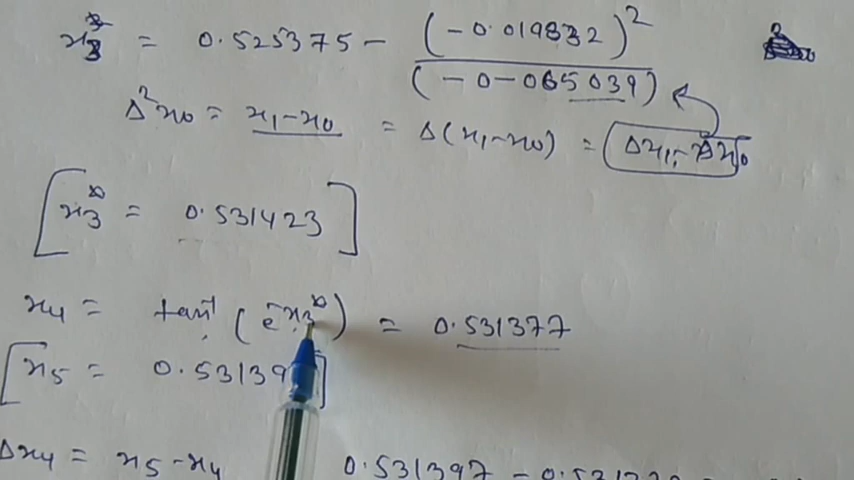 x₃* = 0.525375 - (-0.019832)² / (-0-065039)
Δ²x₀ = x₁-x₀ = Δ(x₁-x₀) = Δx₁-Δx₀
[x₃* = 0.531423]
x₄ = tan⁻¹ (e⁻ˣ³*) = 0.531377
[x₅ = 0.53139 ]
Δx₄ = x₅-x₄ 0.531397 -